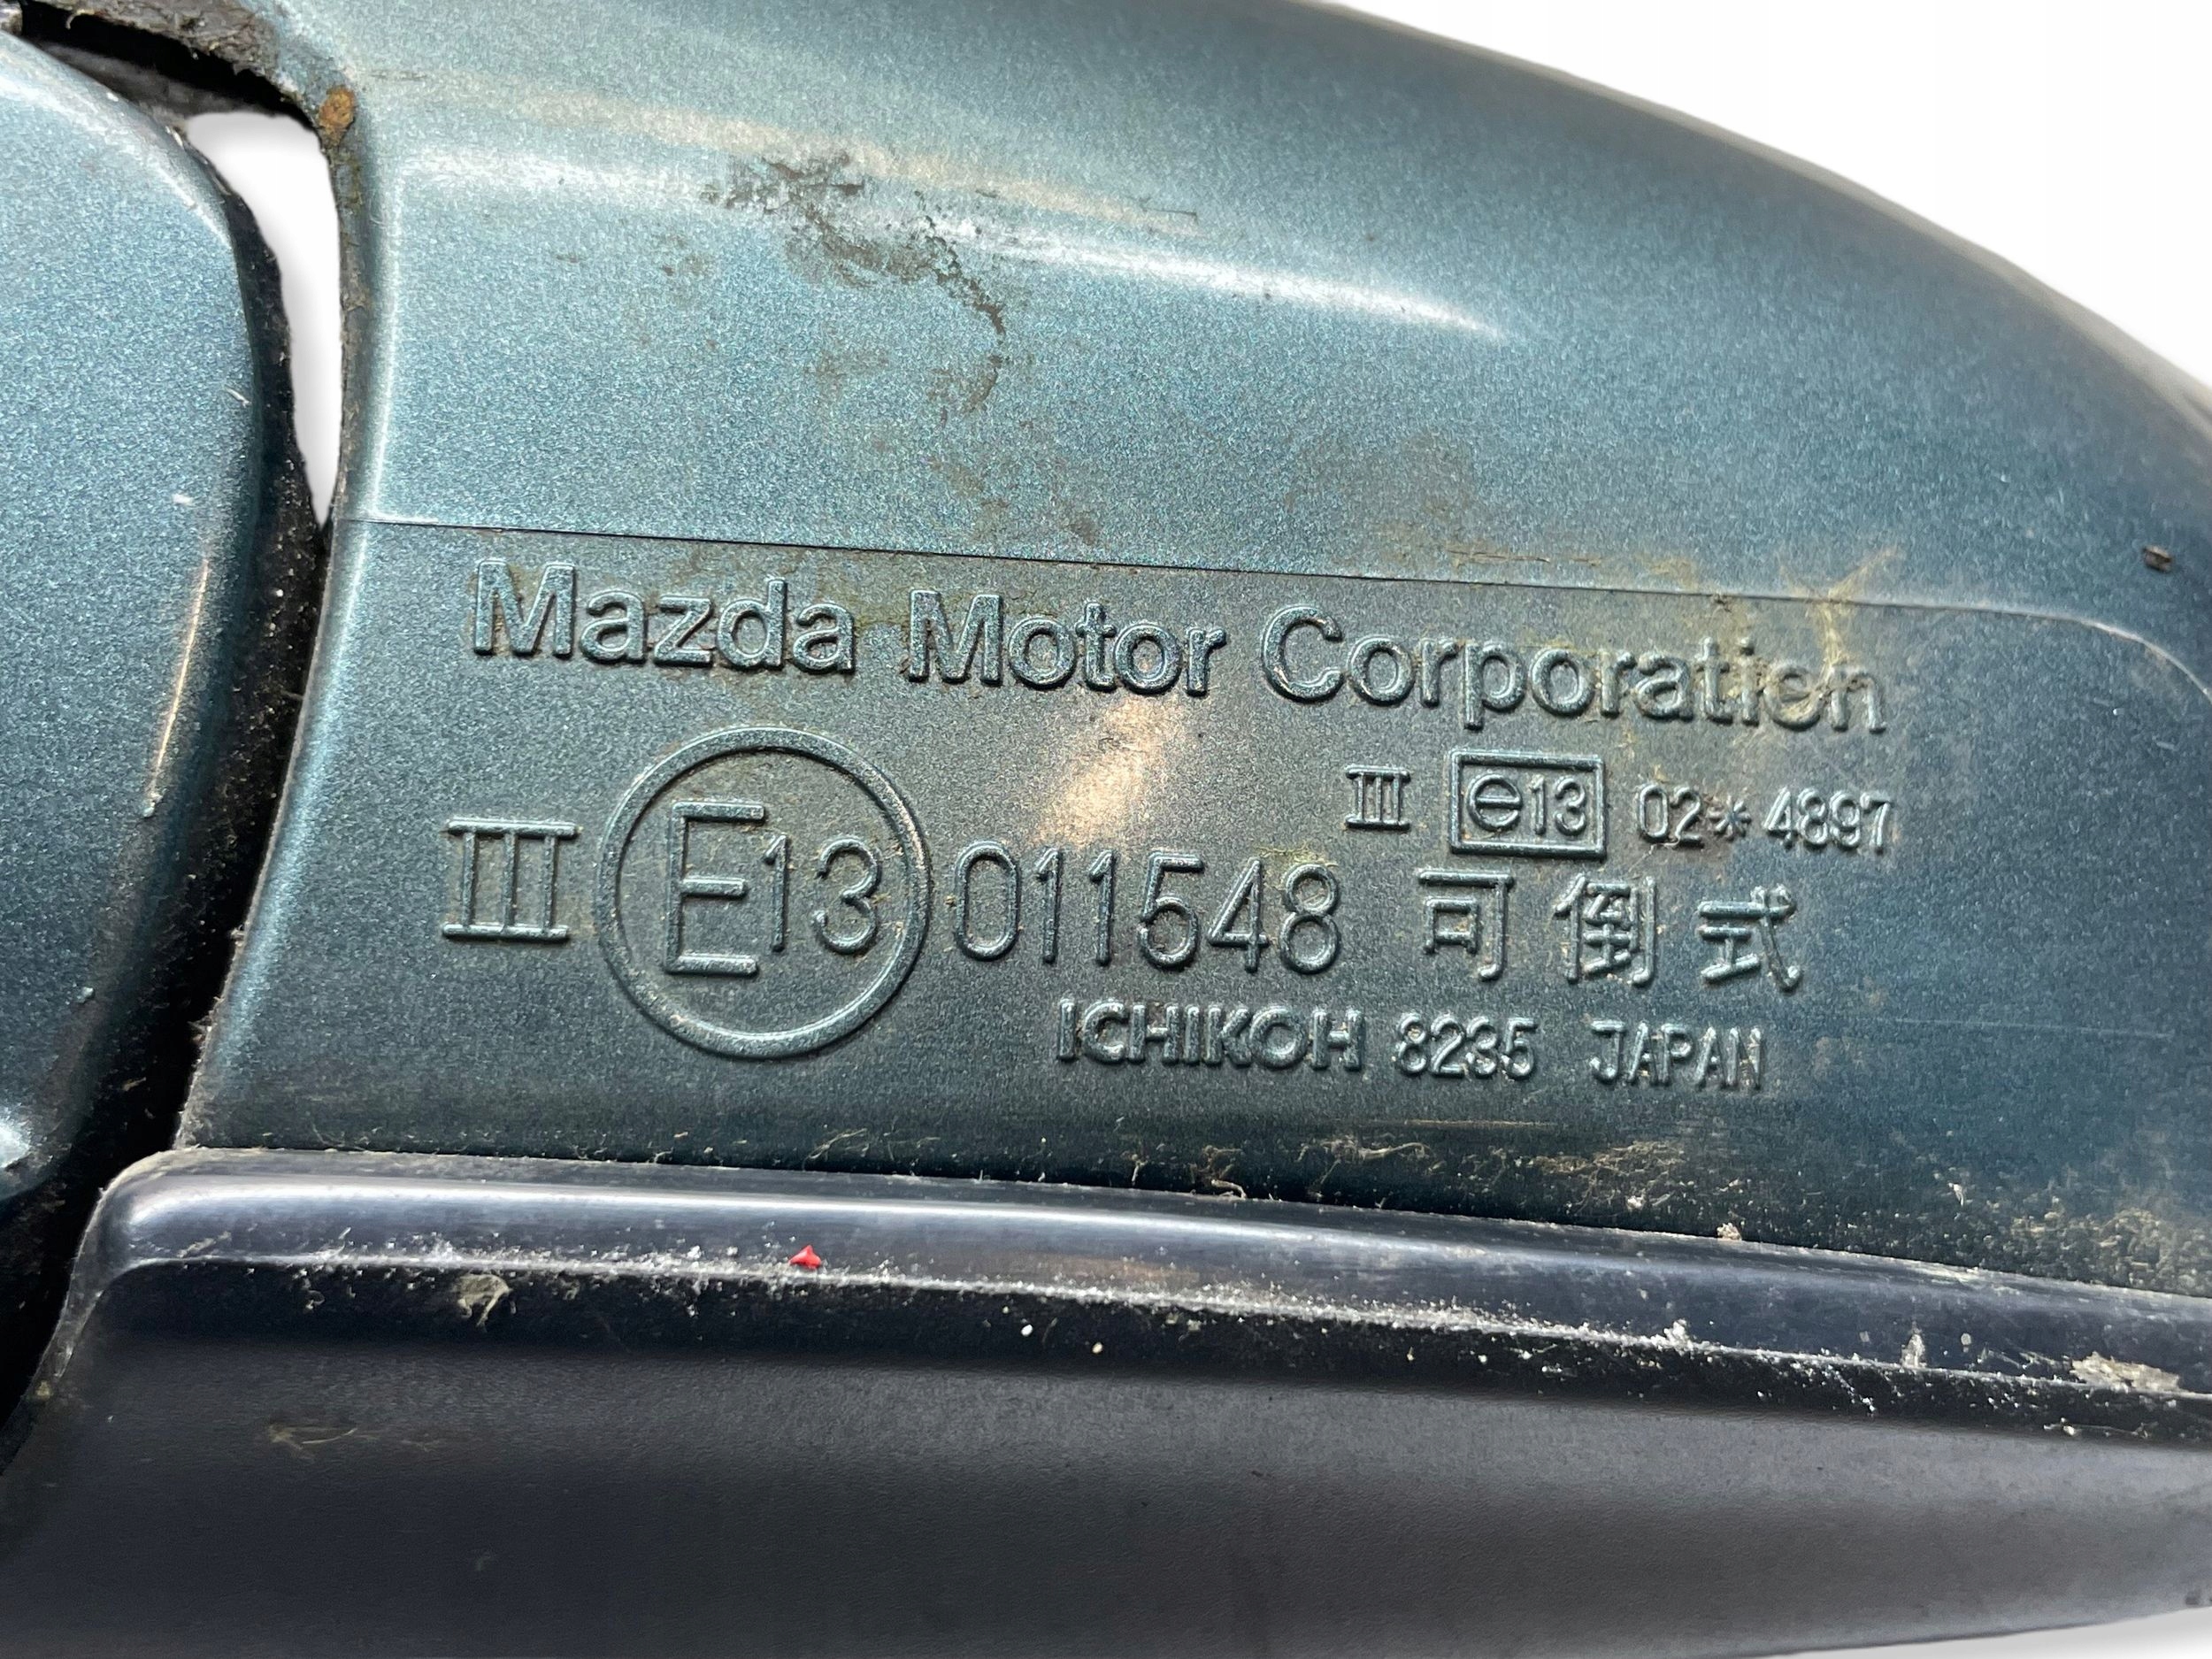 Mazda Motor Corporation
III e13 02*4897
III E13 011548 可倒式
ICHIKOH 8235 JAPAN